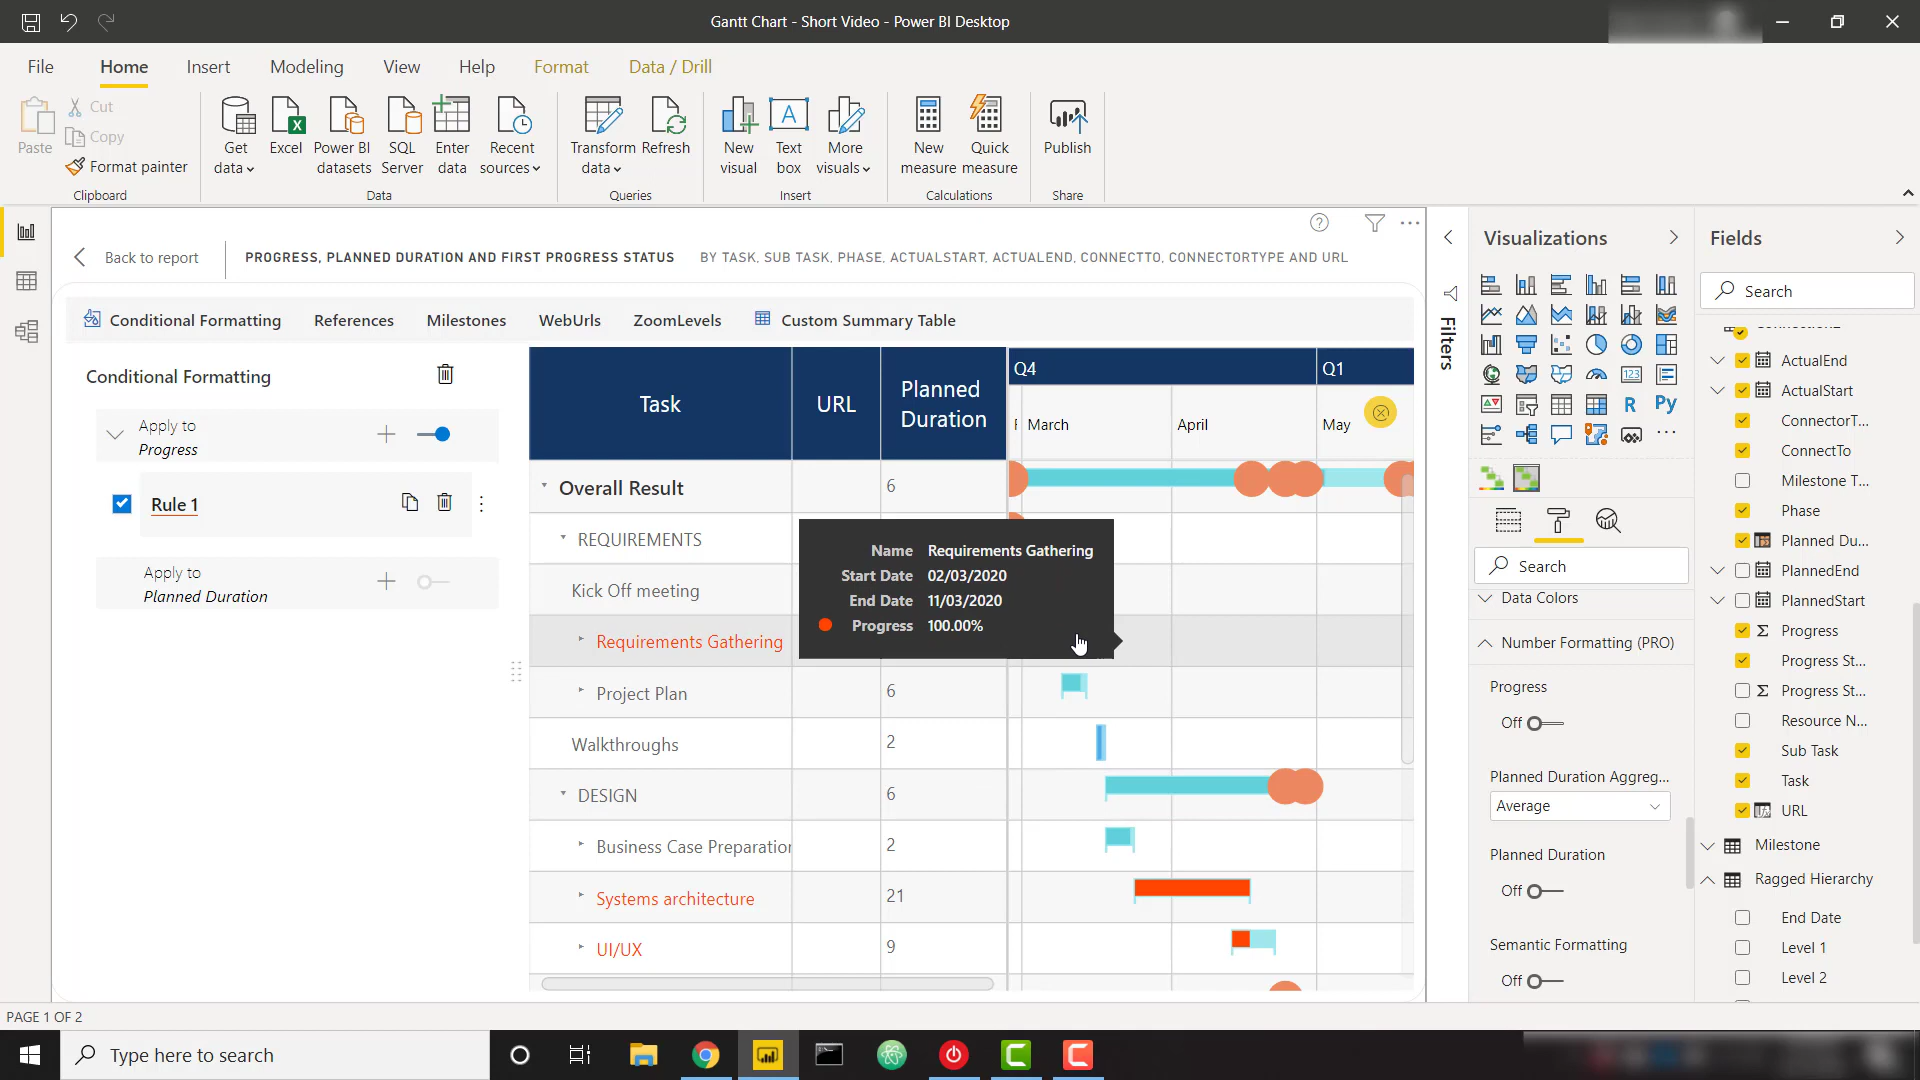 Gantt Chart - Short Video - Power BI Desktop
File Home Insert Modeling View Help Format Data / Drill
Paste
Cut
Copy
Format painter
Clipboard
Get data
Excel
Power BI datasets
SQL Server
Enter data
Recent sources
Data
Transform data
Refresh
Queries
New visual
Text box
More visuals
Insert
New measure
Quick measure
Calculations
Publish
Share
Back to report
PROGRESS, PLANNED DURATION AND FIRST PROGRESS STATUS BY TASK, SUB TASK, PHASE, ACTUALSTART, ACTUALEND, CONNECTTO, CONNECTORTYPE AND URL
Conditional Formatting References Milestones WebUrls ZoomLevels Custom Summary Table
Conditional Formatting
Apply to
Progress
Rule 1
Apply to
Planned Duration
Task URL Planned Duration
Q4 Q1
March April May
Overall Result 6
REQUIREMENTS
Kick Off meeting
Requirements Gathering
Project Plan 6
Walkthroughs 2
DESIGN 6
Business Case Preparation 2
Systems architecture 21
UI/UX 9
Name Requirements Gathering
Start Date 02/03/2020
End Date 11/03/2020
Progress 100.00%
Filters
Visualizations
R Py
123
Search
Data Colors
Number Formatting (PRO)
Progress
Off
Planned Duration Aggreg...
Average
Planned Duration
Off
Semantic Formatting
Off
Fields
Search
ActualEnd
ActualStart
ConnectorT...
ConnectTo
Milestone T...
Phase
Planned Du...
PlannedEnd
PlannedStart
Progress
Progress St...
Progress St...
Resource N...
Sub Task
Task
URL
Milestone
Ragged Hierarchy
End Date
Level 1
Level 2
PAGE 1 OF 2
Type here to search